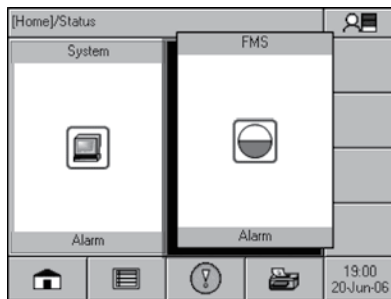 [Home]/Status
System
FMS
Alarm
Alarm
19:00
20-Jun-06